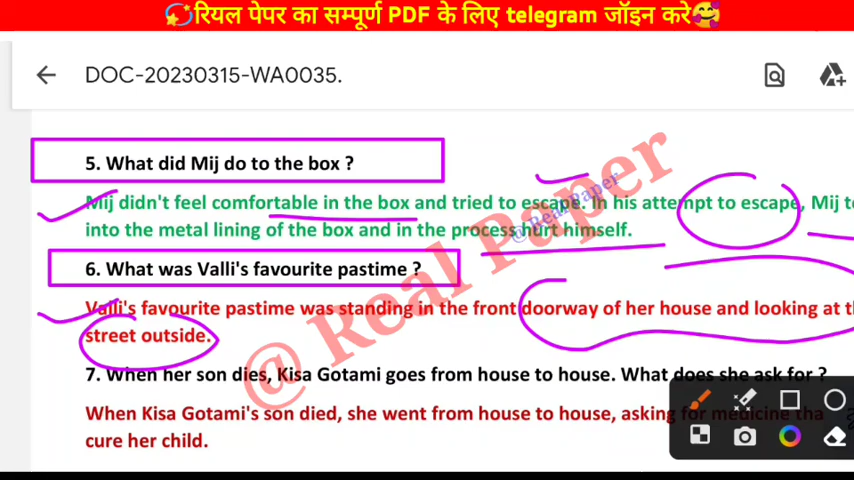 💫रियल पेपर का सम्पूर्ण PDF के लिए telegram जॉइन करे🥰
DOC-20230315-WA0035.
5. What did Mij do to the box ?
Mij didn't feel comfortable in the box and tried to escape. In his attempt to escape, Mij to
into the metal lining of the box and in the process hurt himself.
6. What was Valli's favourite pastime ?
Valli's favourite pastime was standing in the front doorway of her house and looking at th
street outside.
7. When her son dies, Kisa Gotami goes from house to house. What does she ask for ?
When Kisa Gotami's son died, she went from house to house, asking for medicine tha
cure her child.
@ Real Paper
@RealPaper